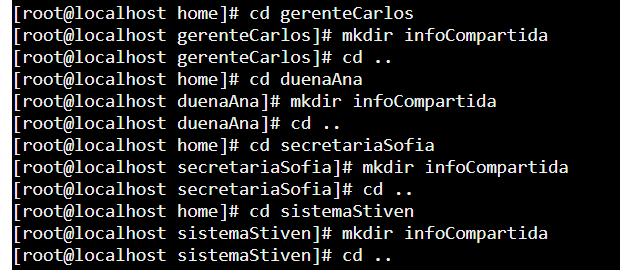 [root@localhost home]# cd gerenteCarlos
[root@localhost gerenteCarlos]# mkdir infoCompartida
[root@localhost gerenteCarlos]# cd ..
[root@localhost home]# cd duenaAna
[root@localhost duenaAna]# mkdir infoCompartida
[root@localhost duenaAna]# cd ..
[root@localhost home]# cd secretariaSofia
[root@localhost secretariaSofia]# mkdir infoCompartida
[root@localhost secretariaSofia]# cd ..
[root@localhost home]# cd sistemaStiven
[root@localhost sistemaStiven]# mkdir infoCompartida
[root@localhost sistemaStiven]# cd ..